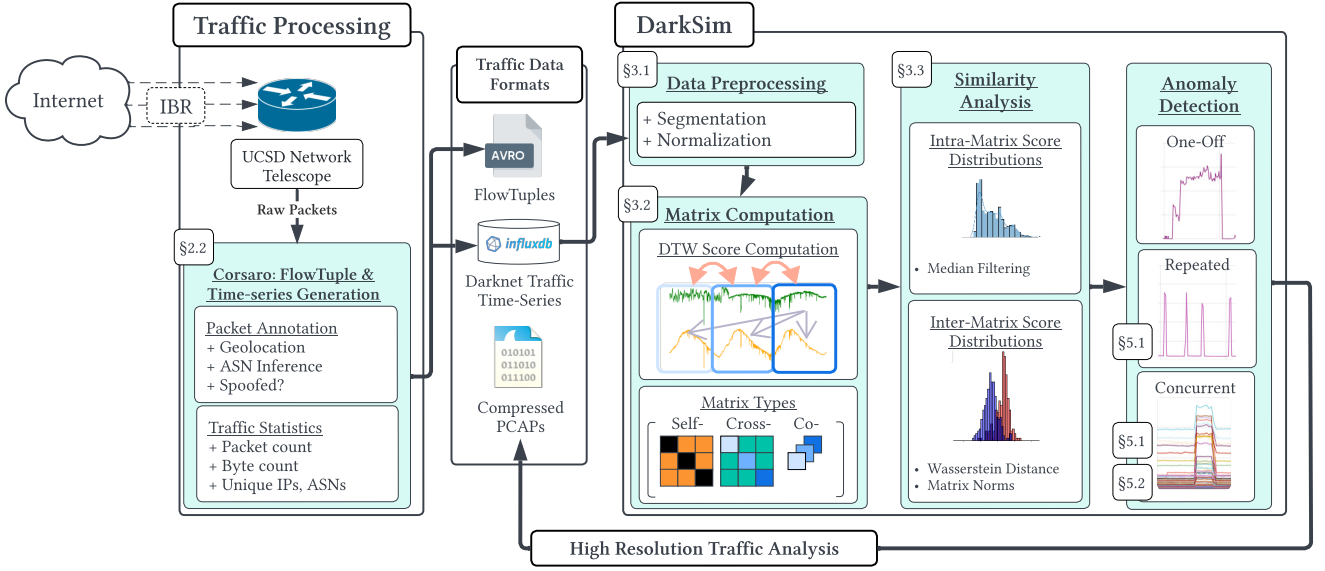 Traffic Processing
Internet
IBR
UCSD Network
Telescope
Raw Packets
§2.2
Corsaro: FlowTuple &
Time-series Generation
Packet Annotation
+ Geolocation
+ ASN Inference
+ Spoofed?
Traffic Statistics
+ Packet count
+ Byte count
+ Unique IPs, ASNs
Traffic Data
Formats
AVRO
FlowTuples
influxdb
Darknet Traffic
Time-Series
010101
011010
011100
Compressed
PCAPs
DarkSim
§3.1
Data Preprocessing
+ Segmentation
+ Normalization
§3.2
Matrix Computation
DTW Score Computation
Matrix Types
Self- Cross- Co-
§3.3
Similarity
Analysis
Intra-Matrix Score
Distributions
• Median Filtering
Inter-Matrix Score
Distributions
• Wasserstein Distance
• Matrix Norms
Anomaly
Detection
One-Off
Repeated
§5.1
Concurrent
§5.1
§5.2
High Resolution Traffic Analysis